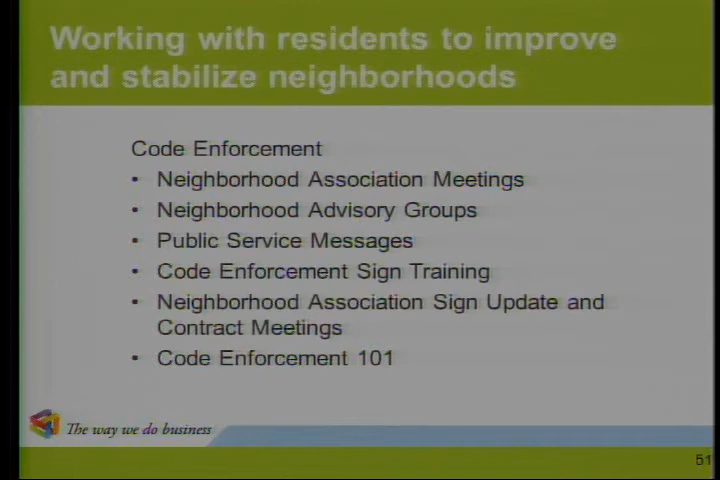 Working with residents to improve
and stabilize neighborhoods
Code Enforcement
• Neighborhood Association Meetings
• Neighborhood Advisory Groups
• Public Service Messages
• Code Enforcement Sign Training
• Neighborhood Association Sign Update and
Contract Meetings
• Code Enforcement 101
The way we do business
51